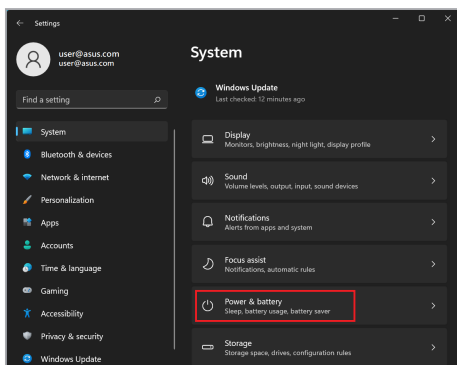 Settings
user@asus.com
user@asus.com
Find a setting
System
Bluetooth & devices
Network & internet
Personalization
Apps
Accounts
Time & language
Gaming
Accessibility
Privacy & security
Windows Update
System
Windows Update
Last checked: 12 minutes ago
Display
Monitors, brightness, night light, display profile
Sound
Volume levels, output, input, sound devices
Notifications
Alerts from apps and system
Focus assist
Notifications, automatic rules
Power & battery
Sleep, battery usage, battery saver
Storage
Storage space, drives, configuration rules